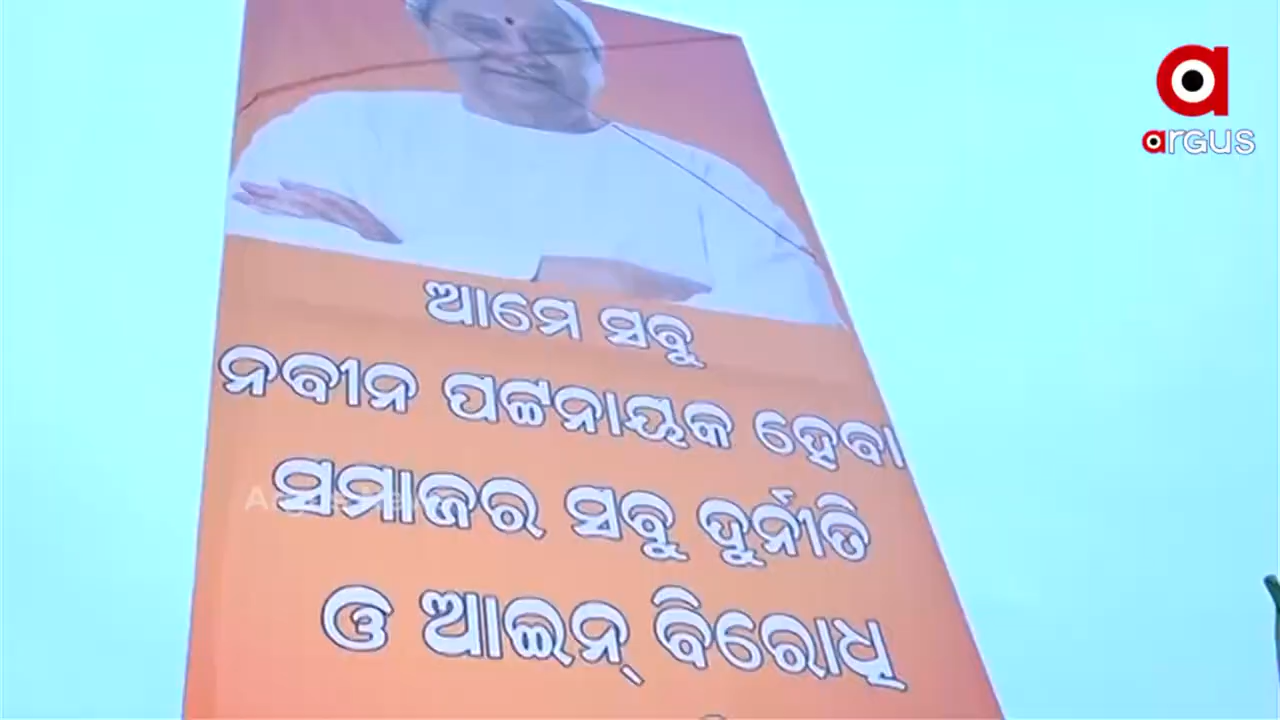 argus
ଆମେ ସବୁ
ନବୀନ ପଟ୍ଟନାୟକ ହେବା
ସମାଜର ସବୁ ଦୁର୍ନୀତି
ଓ ଆଇନ୍ ବିରୋଧି